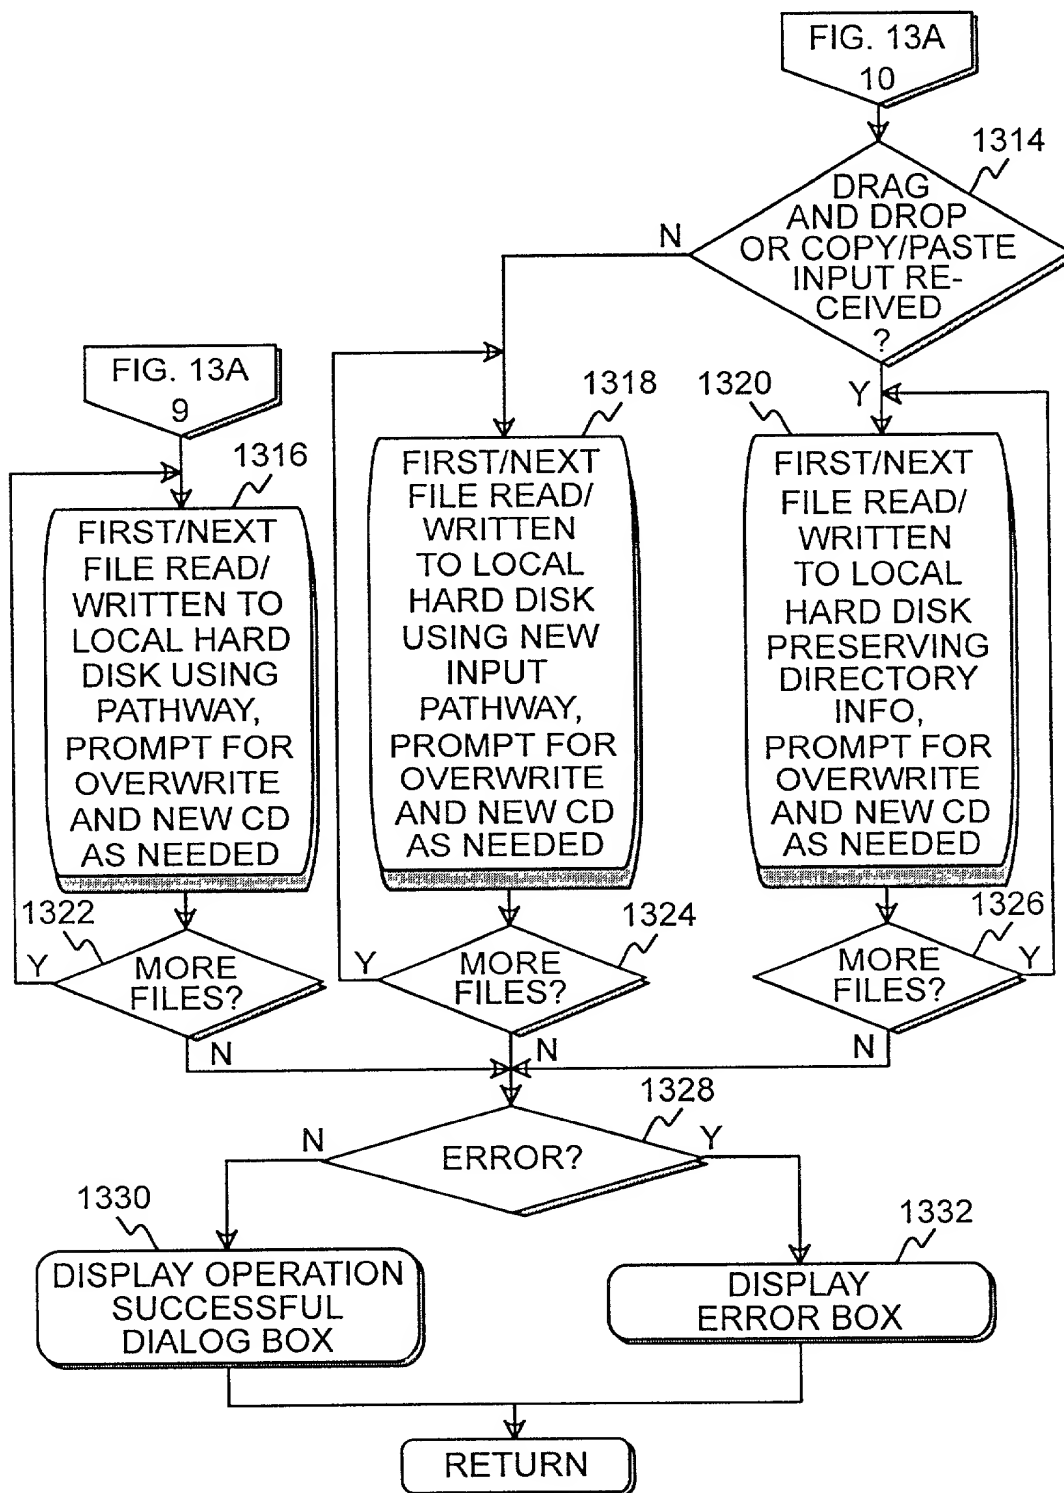 FIG. 13A
10
1314
DRAG
AND DROP
OR COPY/PASTE
INPUT RE-
CEIVED
?
N
Y
FIG. 13A
9
1316
FIRST/NEXT
FILE READ/
WRITTEN TO
LOCAL HARD
DISK USING
PATHWAY,
PROMPT FOR
OVERWRITE
AND NEW CD
AS NEEDED
1318
FIRST/NEXT
FILE READ/
WRITTEN
TO LOCAL
HARD DISK
USING NEW
INPUT
PATHWAY,
PROMPT FOR
OVERWRITE
AND NEW CD
AS NEEDED
1320
FIRST/NEXT
FILE READ/
WRITTEN
TO LOCAL
HARD DISK
PRESERVING
DIRECTORY
INFO,
PROMPT FOR
OVERWRITE
AND NEW CD
AS NEEDED
1322
Y
MORE
FILES?
N
1324
Y
MORE
FILES?
N
1326
Y
MORE
FILES?
N
1328
N
ERROR?
Y
1330
DISPLAY OPERATION
SUCCESSFUL
DIALOG BOX
1332
DISPLAY
ERROR BOX
RETURN